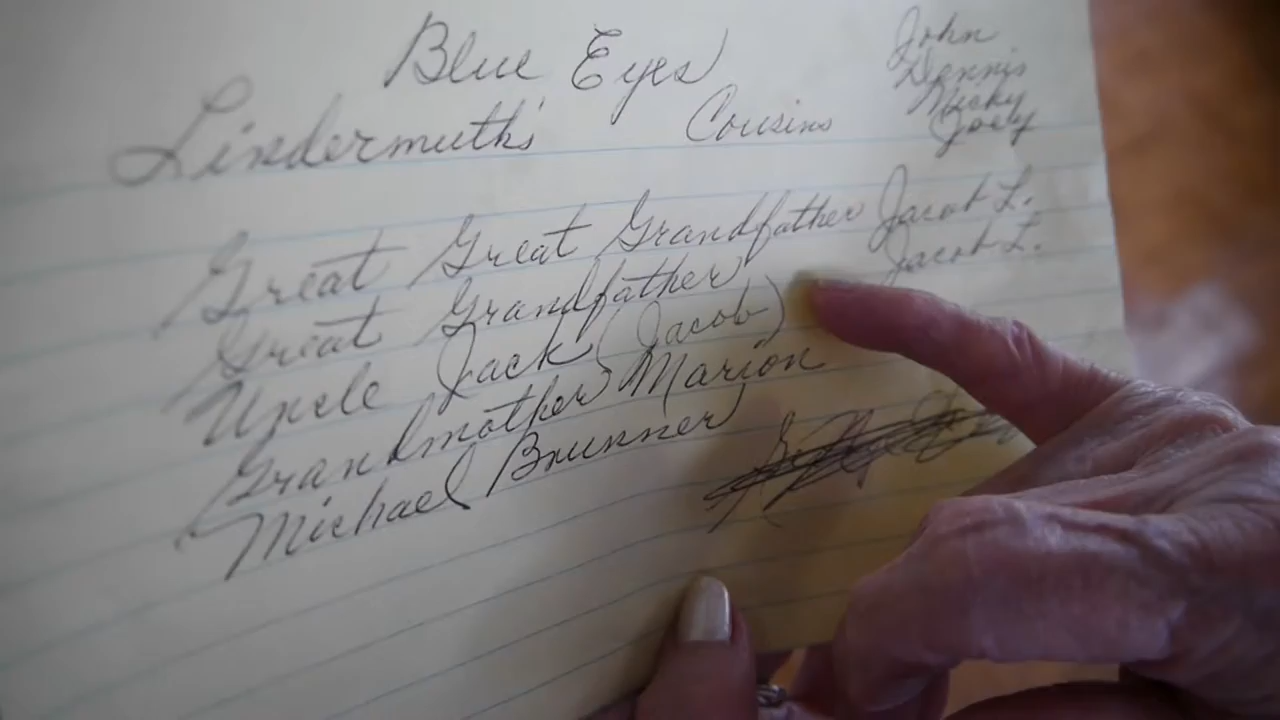 Blue Eyes
Lindermuth's
Cousins
John
Dennis
Nicky
Joey
Great Great Grandfather Jacob L.
Great Grandfather Jacob L.
Uncle Jack (Jacob)
Grandmother Marion
Michael Brunner